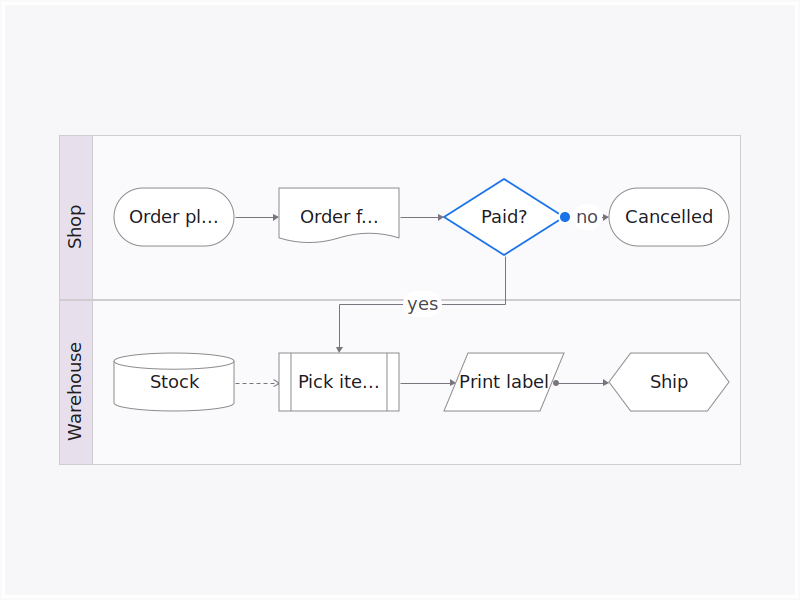 Shop
Order pl...
Order f...
Paid?
no
Cancelled
yes
Warehouse
Stock
Pick ite...
Print label
Ship